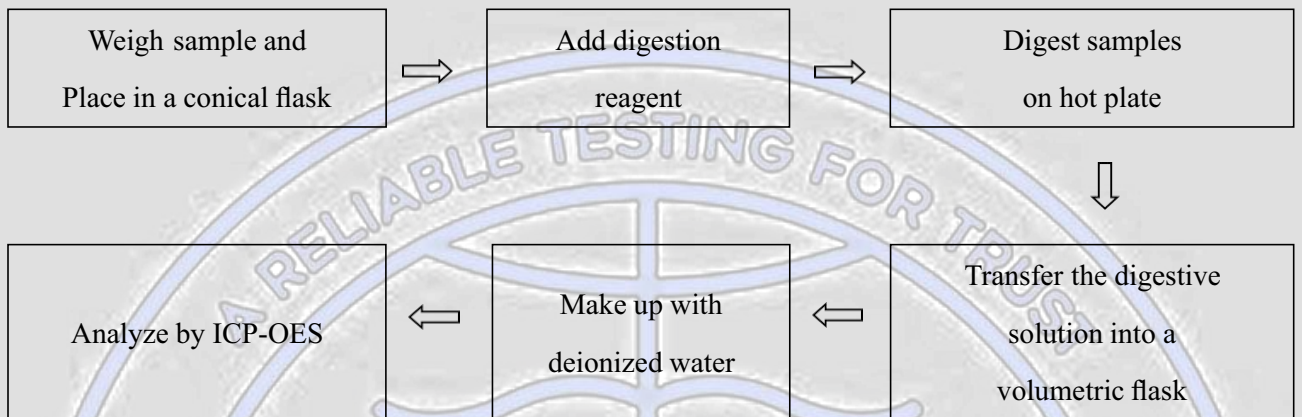 Weigh sample and
Place in a conical flask
Add digestion
reagent
Digest samples
on hot plate
Transfer the digestive
solution into a
volumetric flask
Make up with
deionized water
Analyze by ICP-OES
A RELIABLE TESTING FOR TRUST